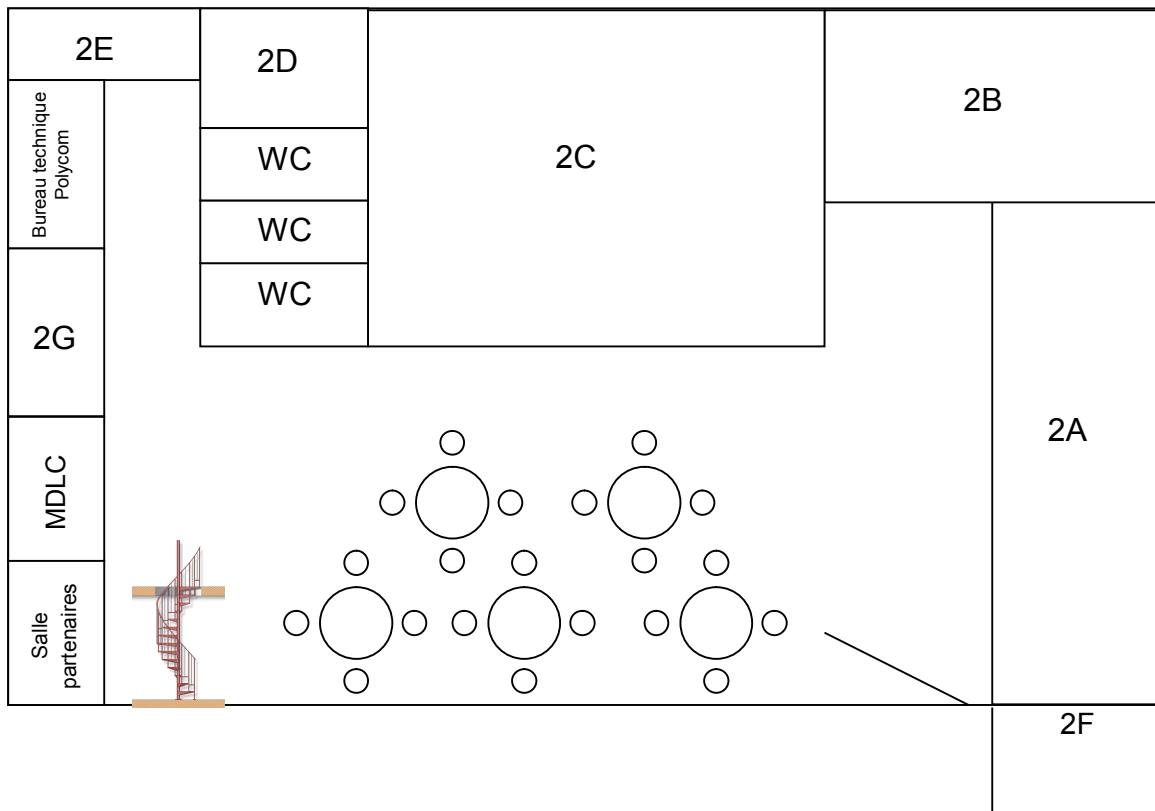 2E
2D
2C
2B
Bureau technique
Polycom
WC
WC
WC
2G
2A
MDLC
Salle
partenaires
2F